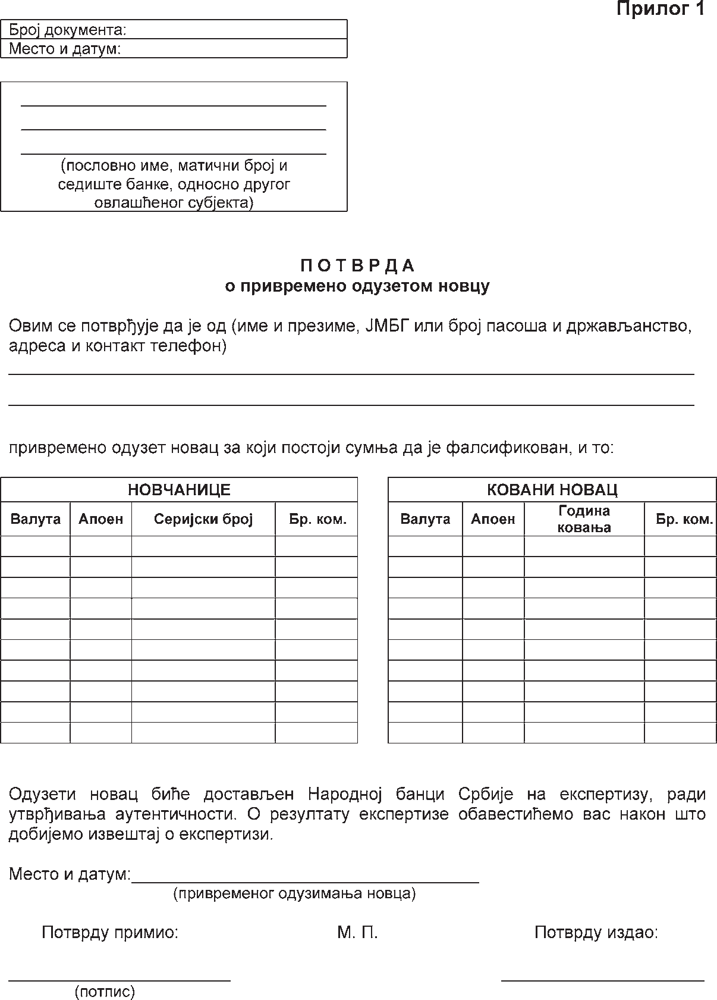 Прилог 1
Број документа:
Место и датум:
(пословно име, матични број и
седиште банке, односно другог
овлашћеног субјекта)
П О Т В Р Д А
о привремено одузетом новцу
Овим се потврђује да је од (име и презиме, ЈМБГ или број пасоша и држављанство,
адреса и контакт телефон)
привремено одузет новац за који постоји сумња да је фалсификован, и то:
НОВЧАНИЦЕ
Валута Апоен Серијски број Бр. ком.
КОВАНИ НОВАЦ
Валута Апоен Година ковања Бр. ком.
Одузети новац биће достављен Народној банци Србије на експертизу, ради
утврђивања аутентичности. О резултату експертизе обавестићемо вас након што
добијемо извештај о експертизи.
Место и датум:
(привременог одузимања новца)
Потврду примио: М. П. Потврду издао:
(потпис)